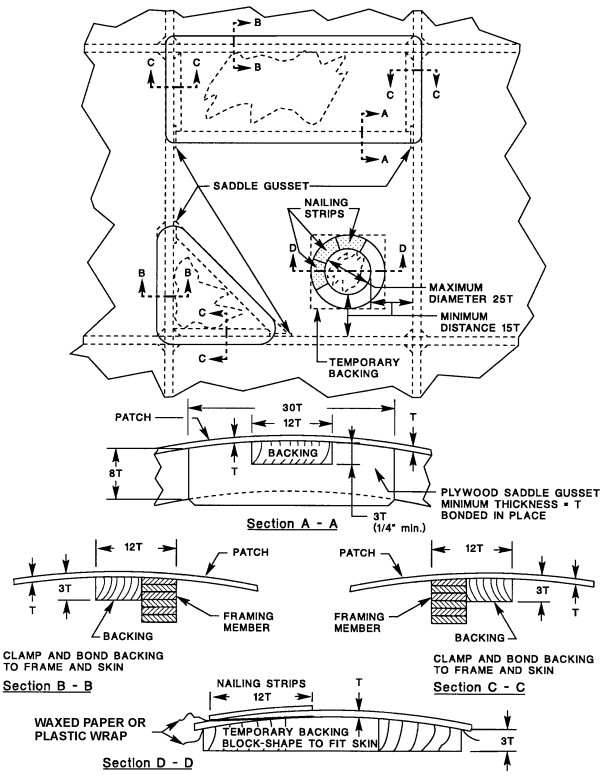 B
B
C C
C C
A
A
SADDLE GUSSET
NAILING
STRIPS
D D
B B
C
C
MAXIMUM
DIAMETER 25T
MINIMUM
DISTANCE 15T
TEMPORARY
BACKING
30T
PATCH
12T
T
BACKING
T
8T
3T
(1/4" min.)
PLYWOOD SADDLE GUSSET
MINIMUM THICKNESS = T
BONDED IN PLACE
Section A - A
12T
PATCH
3T
T
FRAMING
MEMBER
BACKING
CLAMP AND BOND BACKING
TO FRAME AND SKIN
Section B - B
PATCH
12T
3T
T
FRAMING
MEMBER
BACKING
CLAMP AND BOND BACKING
TO FRAME AND SKIN
Section C - C
NAILING STRIPS
12T
T
WAXED PAPER OR
PLASTIC WRAP
TEMPORARY BACKING
BLOCK-SHAPE TO FIT SKIN
3T
Section D - D